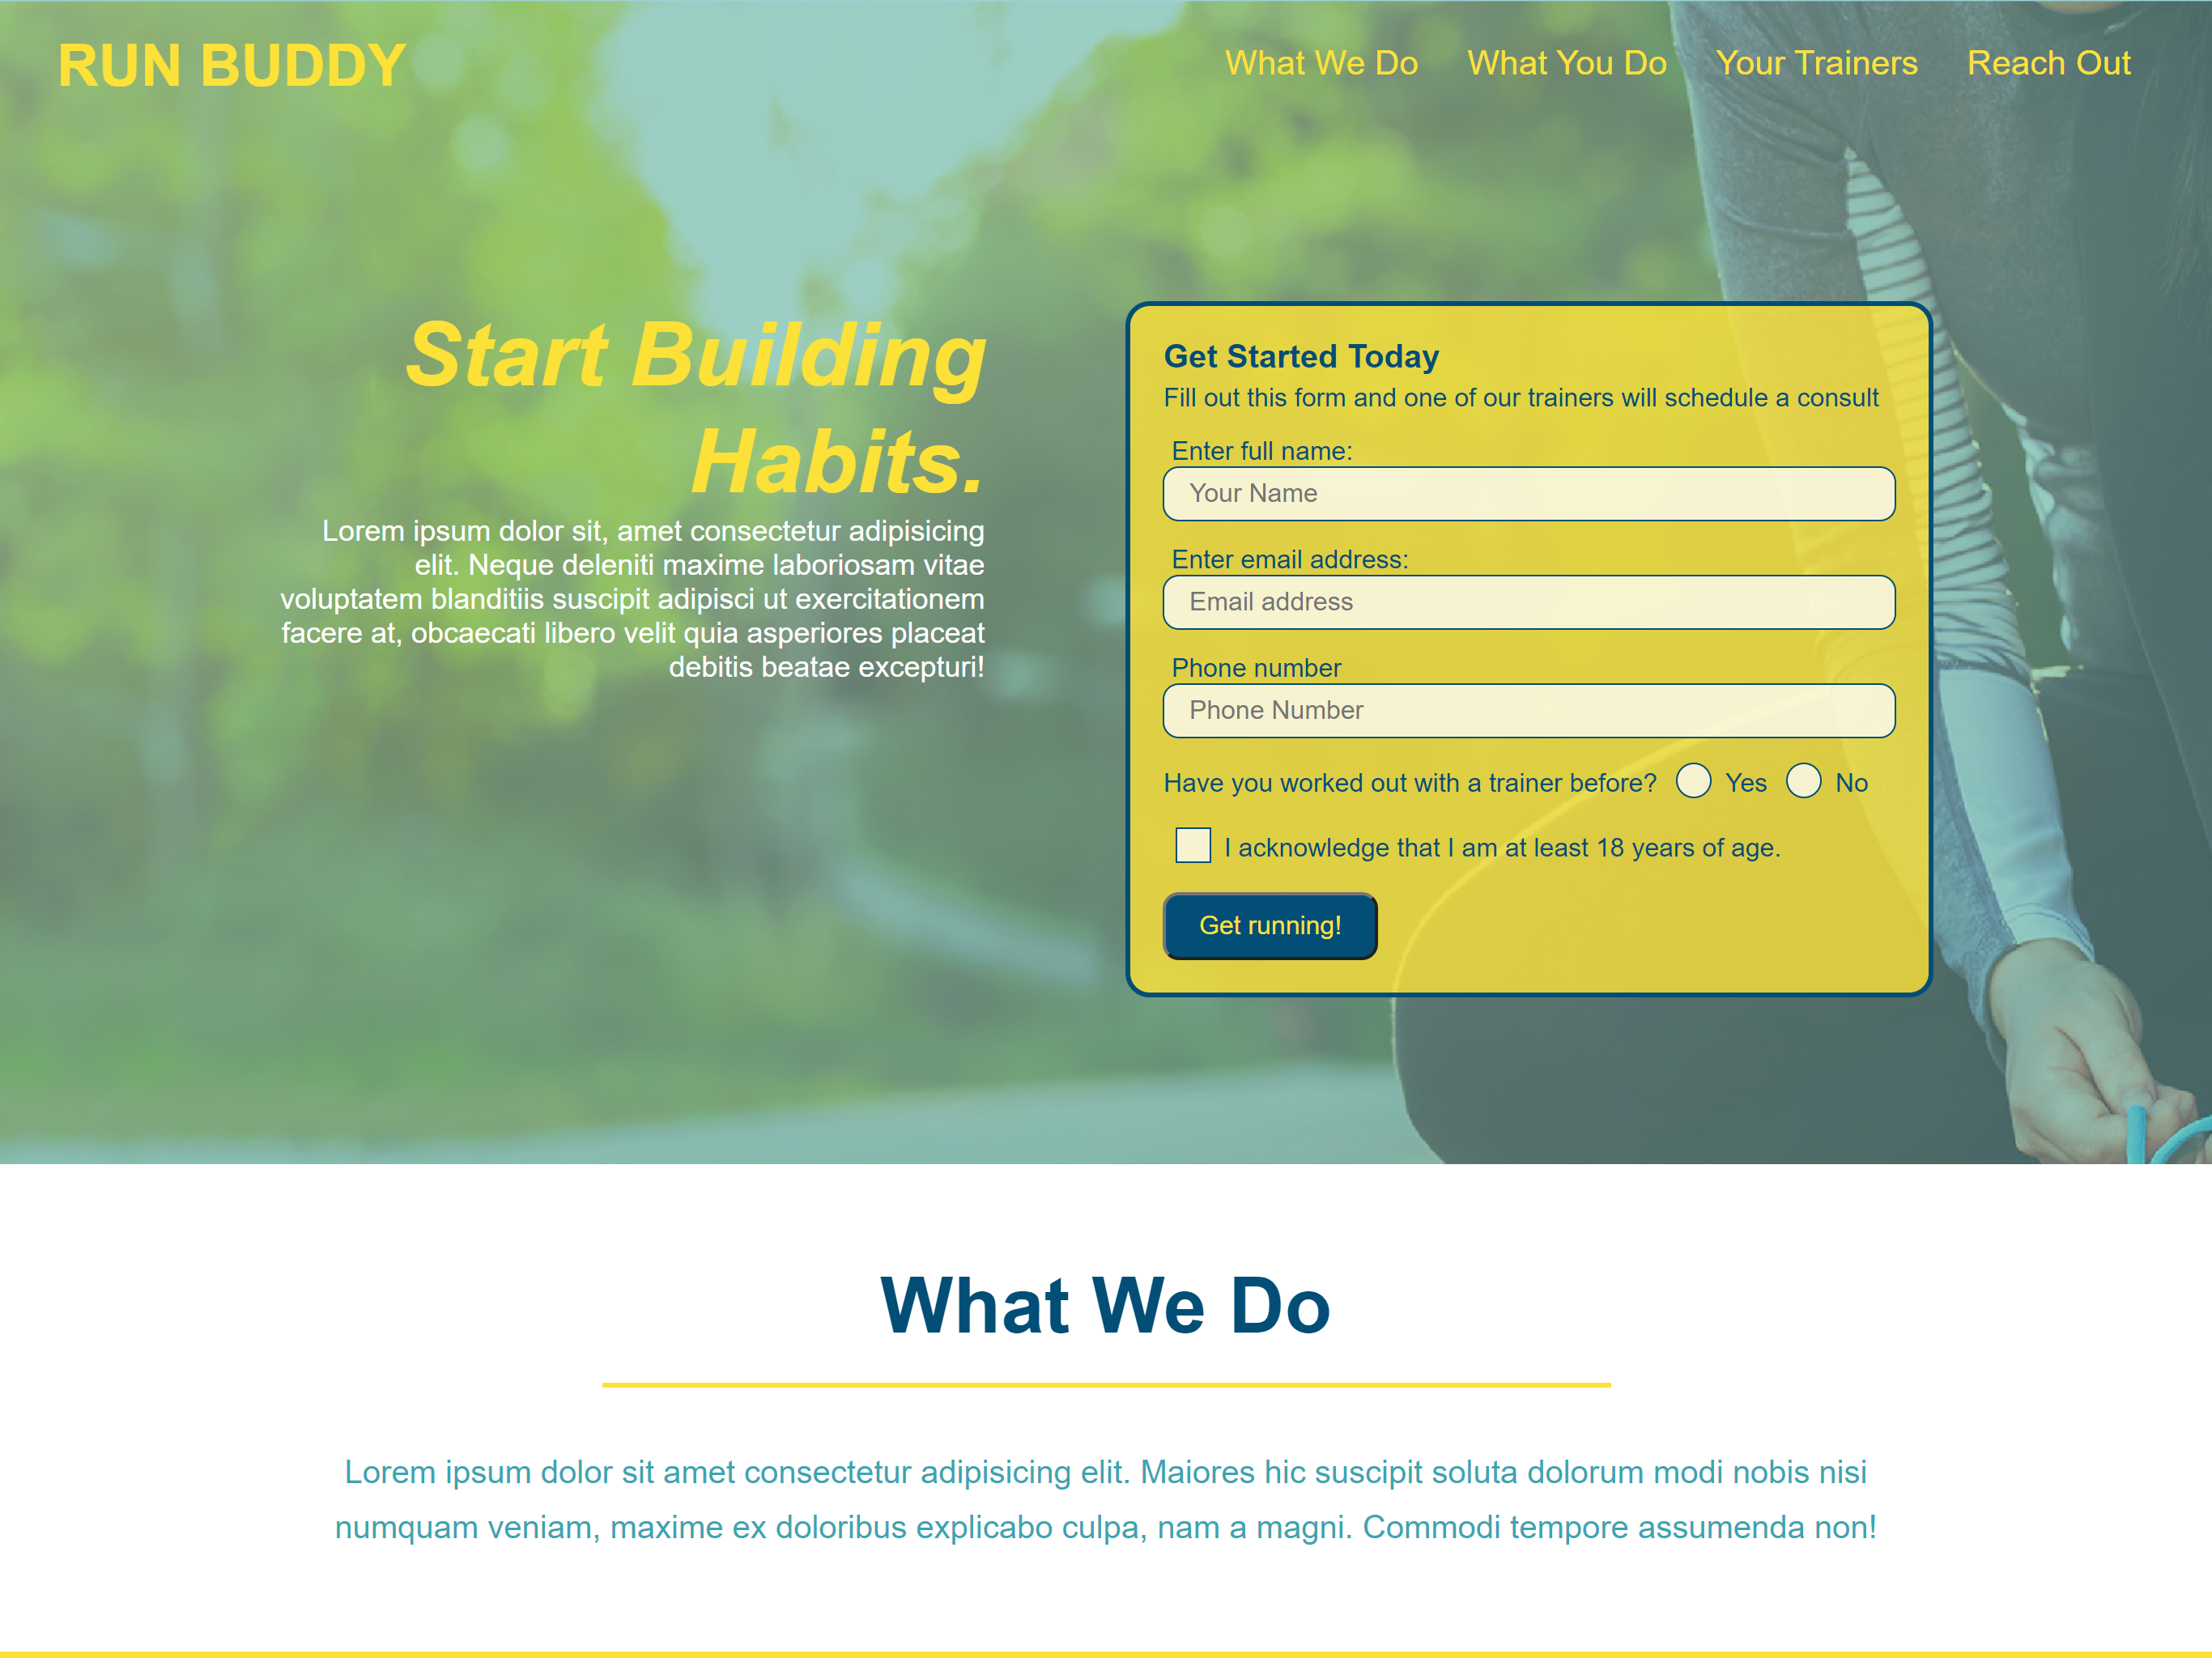 RUN BUDDY
What We Do What You Do Your Trainers Reach Out
Start Building
Habits.
Lorem ipsum dolor sit, amet consectetur adipisicing
elit. Neque deleniti maxime laboriosam vitae
voluptatem blanditiis suscipit adipisci ut exercitationem
facere at, obcaecati libero velit quia asperiores placeat
debitis beatae excepturi!
Get Started Today
Fill out this form and one of our trainers will schedule a consult
Enter full name:
Your Name
Enter email address:
Email address
Phone number
Phone Number
Have you worked out with a trainer before? Yes No
I acknowledge that I am at least 18 years of age.
Get running!
What We Do
Lorem ipsum dolor sit amet consectetur adipisicing elit. Maiores hic suscipit soluta dolorum modi nobis nisi
numquam veniam, maxime ex doloribus explicabo culpa, nam a magni. Commodi tempore assumenda non!